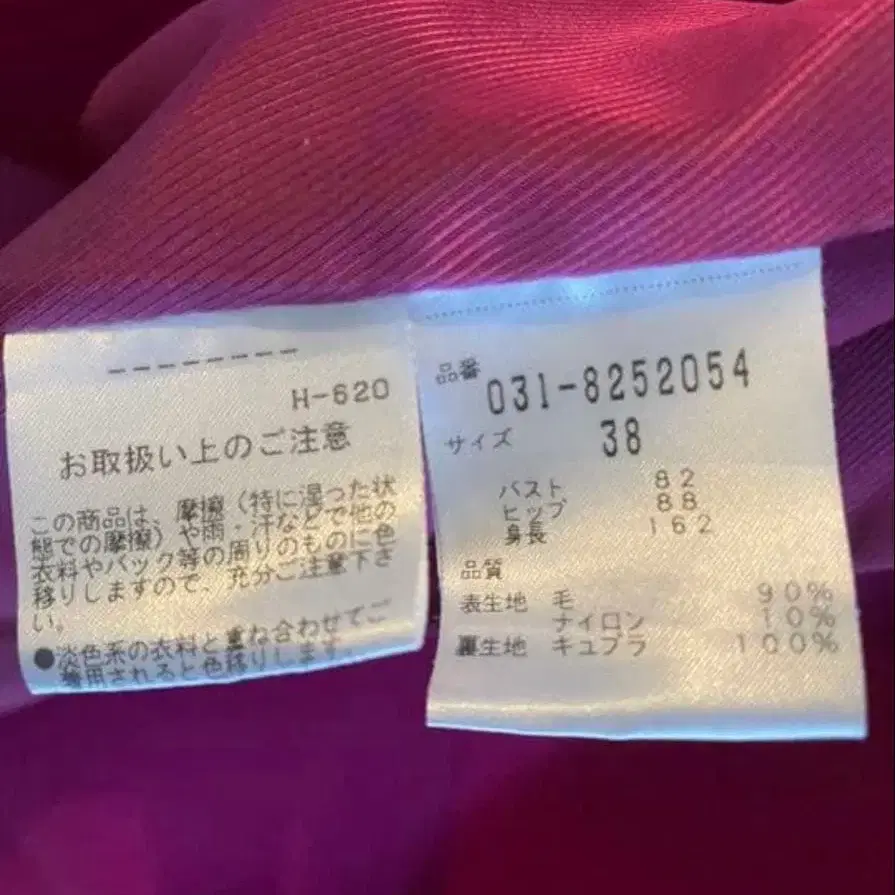 H-620
お取扱い上のご注意
この商品は、摩擦（特に湿った状
態での摩擦）や雨・汗などで他の
衣料やバック等の周りのものに色
移りしますので、充分ご注意下さ
い。
●淡色系の衣料と重ね合わせてご
着用されると色移りします。
品番 031-8252054
サイズ 38
バスト 82
ヒップ 88
身長 162
品質
表生地 毛 90%
ナイロン 10%
裏生地 キュプラ 100%